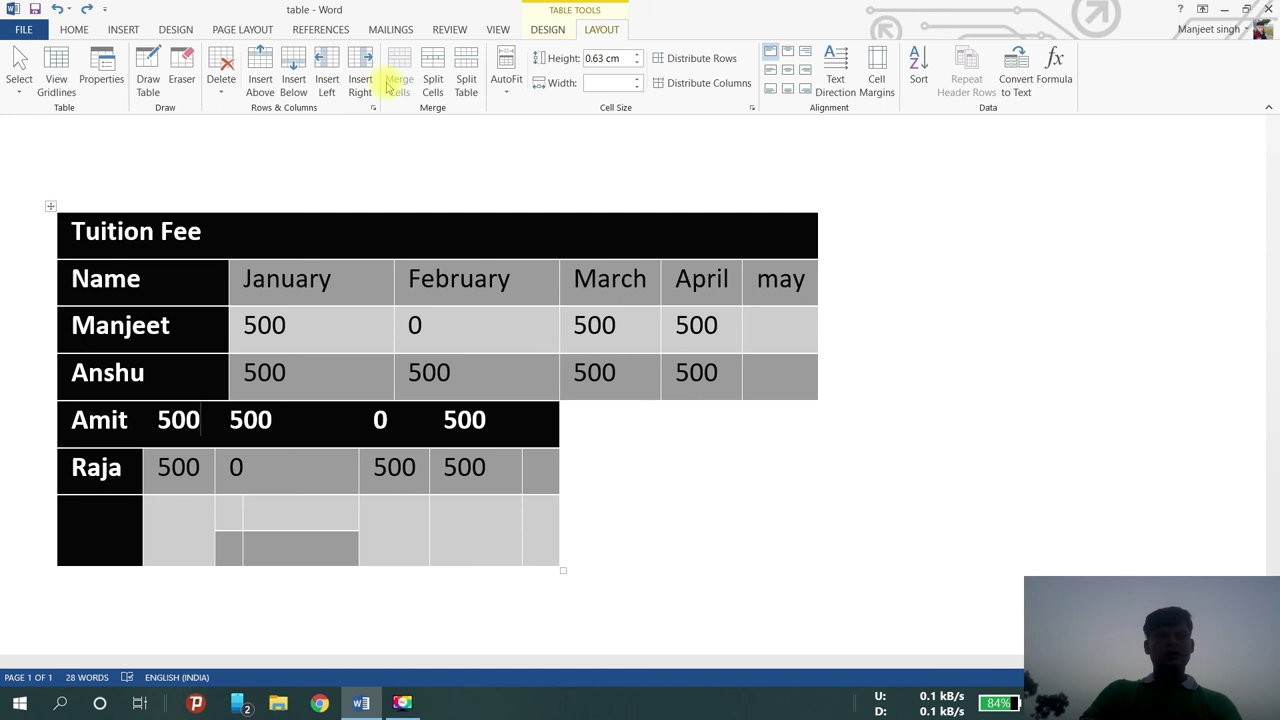 table - Word
TABLE TOOLS
?
FILE
HOME
INSERT
DESIGN
PAGE LAYOUT
REFERENCES
MAILINGS
REVIEW
VIEW
DESIGN
LAYOUT
Manjeet singh
Select
View Gridlines
Properties
Draw Table
Eraser
Delete
Insert Above
Insert Below
Insert Left
Insert Right
Merge Cells
Split Cells
Split Table
AutoFit
Height: 0.63 cm
Width:
Distribute Rows
Distribute Columns
Text Direction
Cell Margins
Sort
Repeat Header Rows
Convert to Text
Formula
Table
Draw
Rows & Columns
Merge
Cell Size
Alignment
Data
Tuition Fee
Name January February March April may
Manjeet 500 0 500 500
Anshu 500 500 500 500
Amit 500 500 0 500
Raja 500 0 500 500
PAGE 1 OF 1
28 WORDS
ENGLISH (INDIA)
2
U: 0.1 kB/s
D: 0.1 kB/s
84%